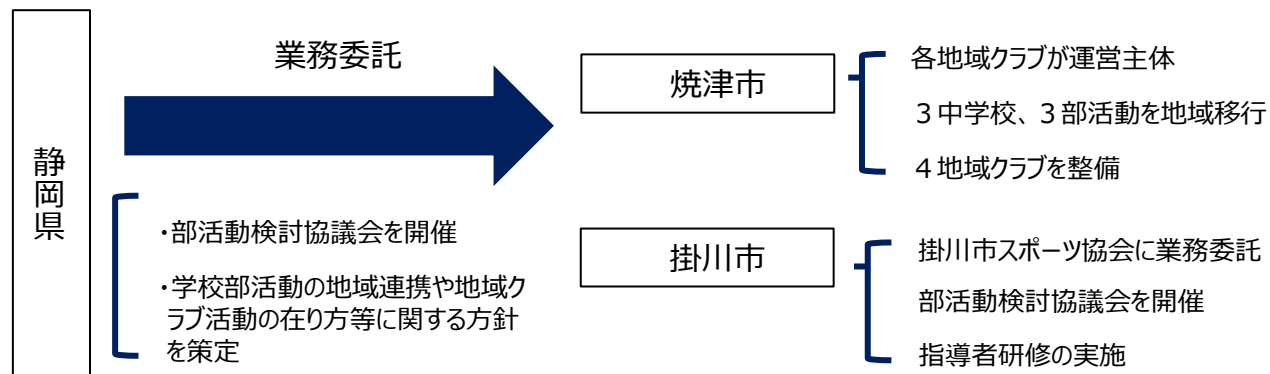 静岡県
業務委託
・部活動検討協議会を開催
・学校部活動の地域連携や地域ク
ラブ活動の在り方等に関する方針
を策定
焼津市
各地域クラブが運営主体
３中学校、３部活動を地域移行
４地域クラブを整備
掛川市
掛川市スポーツ協会に業務委託
部活動検討協議会を開催
指導者研修の実施